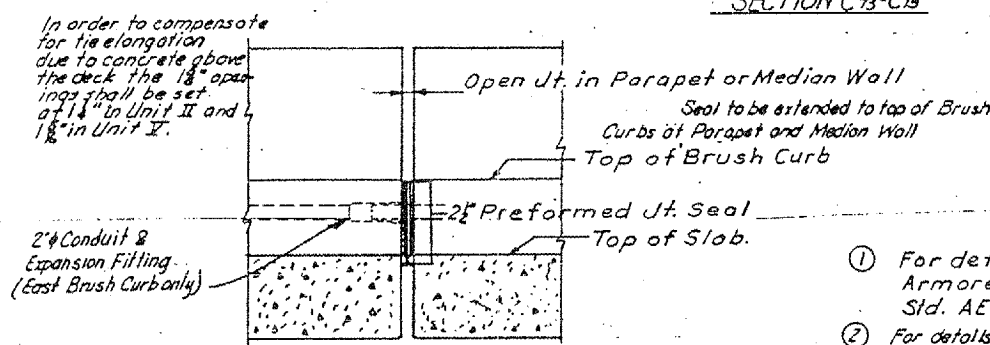 SECTION C13-C13
In order to compensate
for tie elongation
due to concrete above
the deck the 1⅞" open-
ings shall be set
at 1¼" in Unit II and
in Unit V.
Open Jt. in Parapet or Median Wall
Seal to be extended to top of Brush
Curbs at Parapet and Median Wall
Top of Brush Curb
2½" Preformed Jt. Seal
Top of Slab.
2"φ Conduit &
Expansion Fitting
(East Brush Curb only)
① For det
Armore
Std. AE
② For details